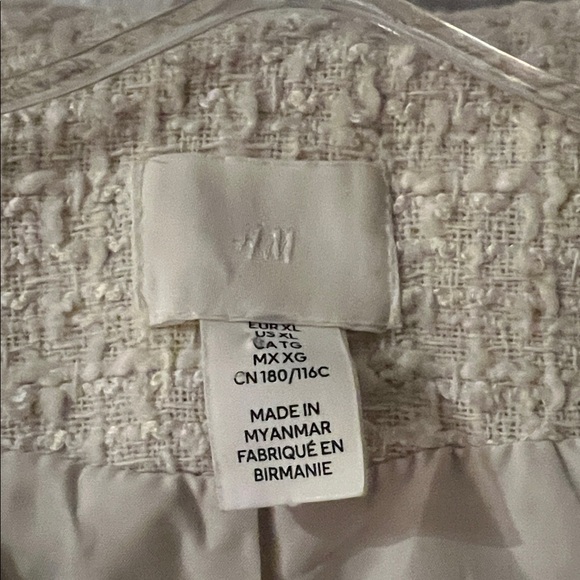 H&M
EUR XL
US XL
CA TG
MX XG
CN 180/116C
MADE IN
MYANMAR
FABRIQUÉ EN
BIRMANIE